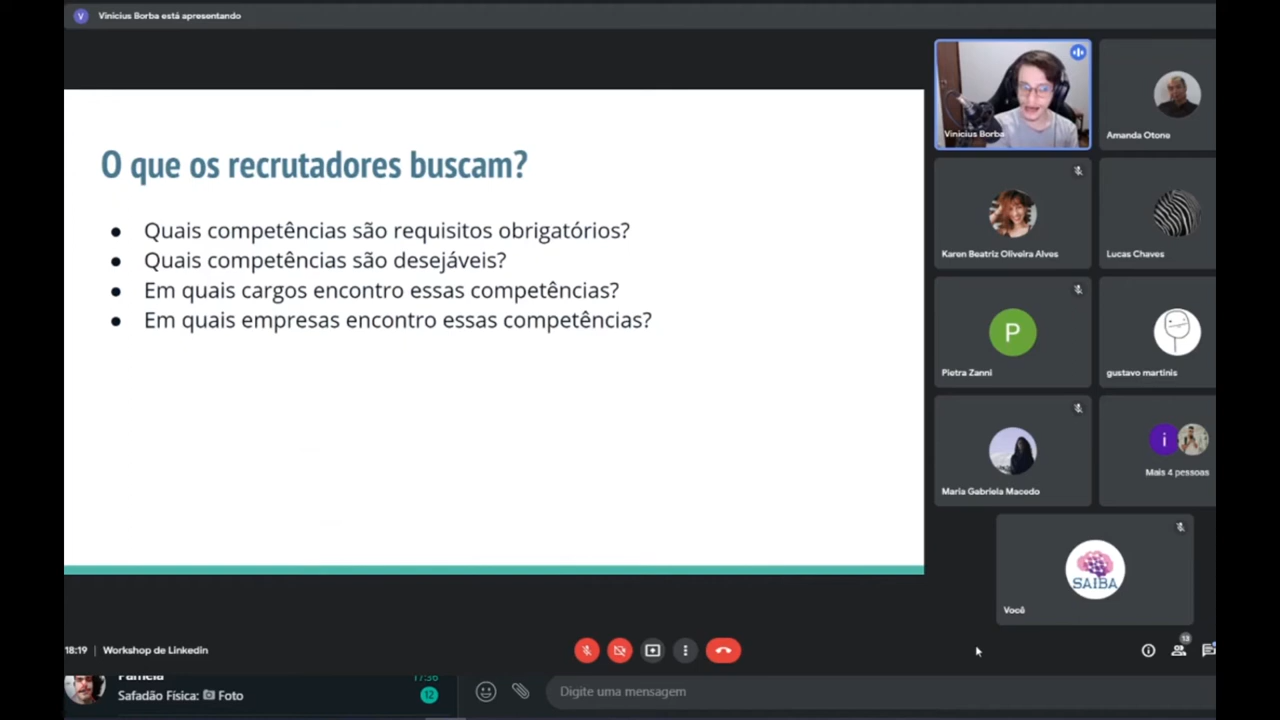 V Vinicius Borba está apresentando
O que os recrutadores buscam?
● Quais competências são requisitos obrigatórios?
● Quais competências são desejáveis?
● Em quais cargos encontro essas competências?
● Em quais empresas encontro essas competências?
Vinicius Borba
Amanda Otone
Karen Beatriz Oliveira Alves
Lucas Chaves
P
Pietra Zanni
gustavo martinis
Maria Gabriela Macedo
i
Mais 4 pessoas
SAIBA
Você
18:19 | Workshop de Linkedin
13
Pamela
17:36
Safadão Física: Foto
12
Digite uma mensagem